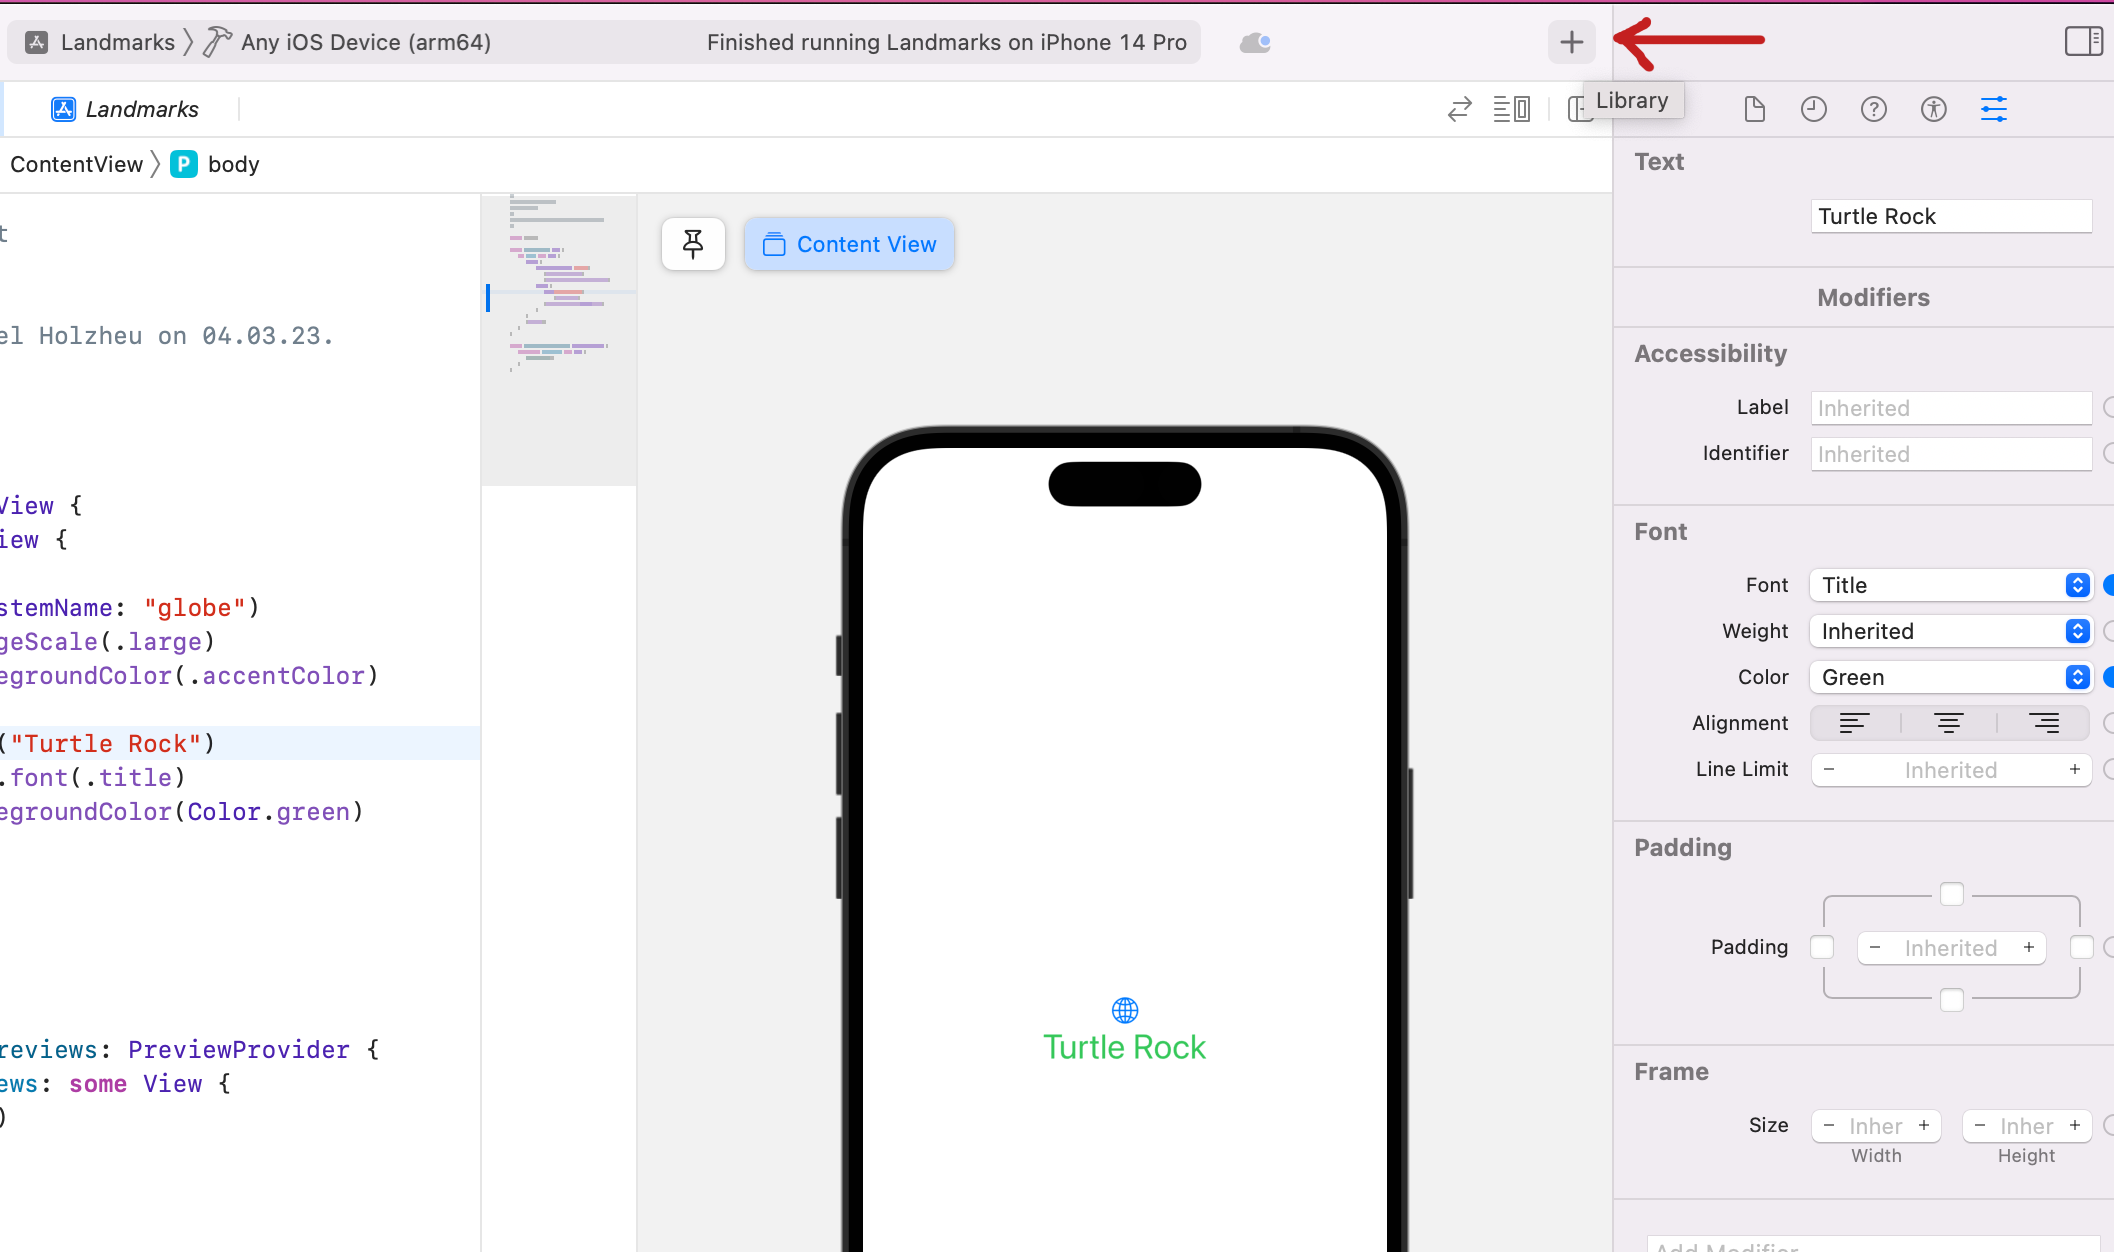 Landmarks
Any iOS Device (arm64)
Finished running Landmarks on iPhone 14 Pro
Library
Landmarks
ContentView
P
body
t
el Holzheu on 04.03.23.
View {
iew {
stemName: "globe")
geScale(.large)
egroundColor(.accentColor)
("Turtle Rock")
.font(.title)
egroundColor(Color.green)
reviews: PreviewProvider {
ews: some View {
)
Content View
Turtle Rock
Text
Turtle Rock
Modifiers
Accessibility
Label Inherited
Identifier Inherited
Font
Font Title
Weight Inherited
Color Green
Alignment
Line Limit − Inherited +
Padding
Padding − Inherited +
Frame
Size − Inher + − Inher +
Width Height
Add Modifier